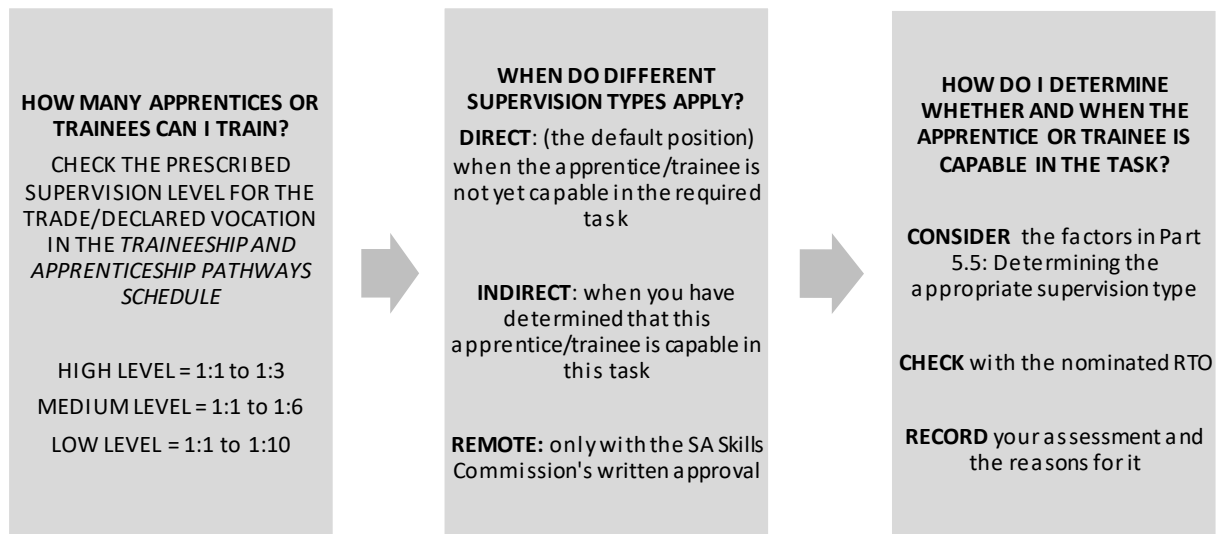 HOW MANY APPRENTICES OR
TRAINEES CAN I TRAIN?
CHECK THE PRESCRIBED
SUPERVISION LEVEL FOR THE
TRADE/DECLARED VOCATION
IN THE TRAINEESHIP AND
APPRENTICESHIP PATHWAYS
SCHEDULE
HIGH LEVEL = 1:1 to 1:3
MEDIUM LEVEL = 1:1 to 1:6
LOW LEVEL = 1:1 to 1:10
WHEN DO DIFFERENT
SUPERVISION TYPES APPLY?
DIRECT: (the default position)
when the apprentice/trainee is
not yet capable in the required
task
INDIRECT: when you have
determined that this
apprentice/trainee is capable in
this task
REMOTE: only with the SA Skills
Commission's written approval
HOW DO I DETERMINE
WHETHER AND WHEN THE
APPRENTICE OR TRAINEE IS
CAPABLE IN THE TASK?
CONSIDER the factors in Part
5.5: Determining the
appropriate supervision type
CHECK with the nominated RTO
RECORD your assessment and
the reasons for it